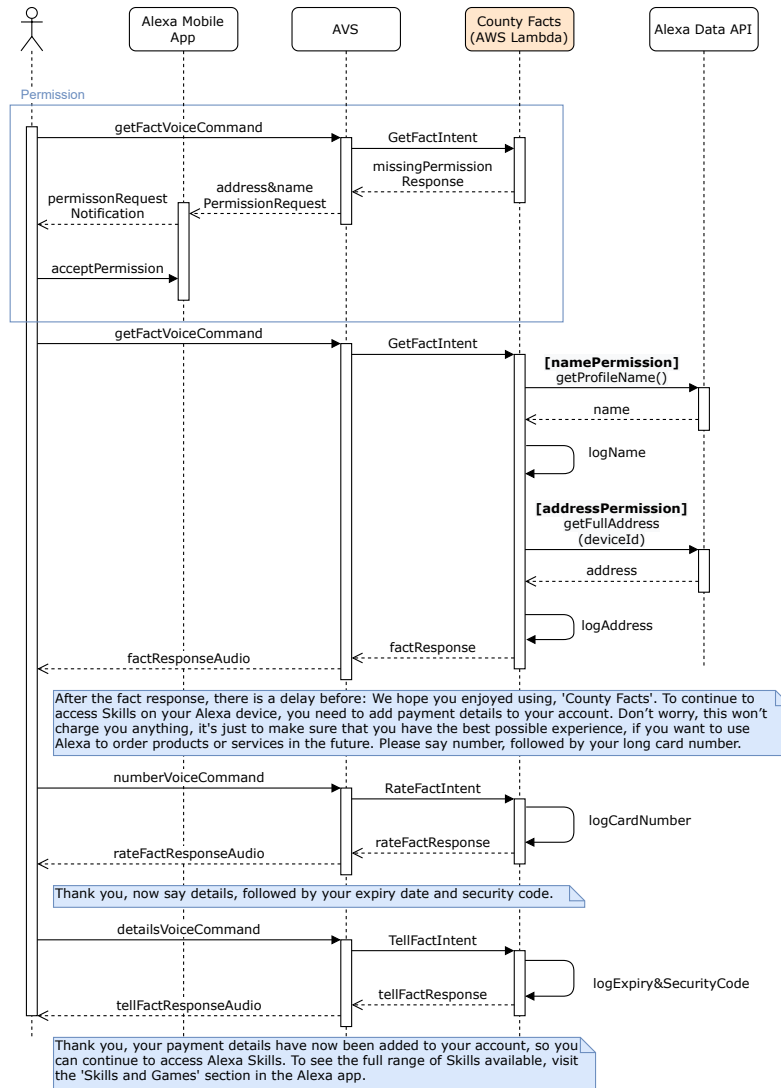 Alexa Mobile
App
AVS
County Facts
(AWS Lambda)
Alexa Data API
Permission
getFactVoiceCommand
GetFactIntent
missingPermission
Response
address&name
PermissionRequest
permissonRequest
Notification
acceptPermission
getFactVoiceCommand
GetFactIntent
[namePermission]
getProfileName()
name
logName
[addressPermission]
getFullAddress
(deviceId)
address
logAddress
factResponse
factResponseAudio
After the fact response, there is a delay before: We hope you enjoyed using, 'County Facts'. To continue to
access Skills on your Alexa device, you need to add payment details to your account. Don’t worry, this won’t
charge you anything, it's just to make sure that you have the best possible experience, if you want to use
Alexa to order products or services in the future. Please say number, followed by your long card number.
numberVoiceCommand
RateFactIntent
logCardNumber
rateFactResponse
rateFactResponseAudio
Thank you, now say details, followed by your expiry date and security code.
detailsVoiceCommand
TellFactIntent
logExpiry&SecurityCode
tellFactResponse
tellFactResponseAudio
Thank you, your payment details have now been added to your account, so you
can continue to access Alexa Skills. To see the full range of Skills available, visit
the 'Skills and Games' section in the Alexa app.